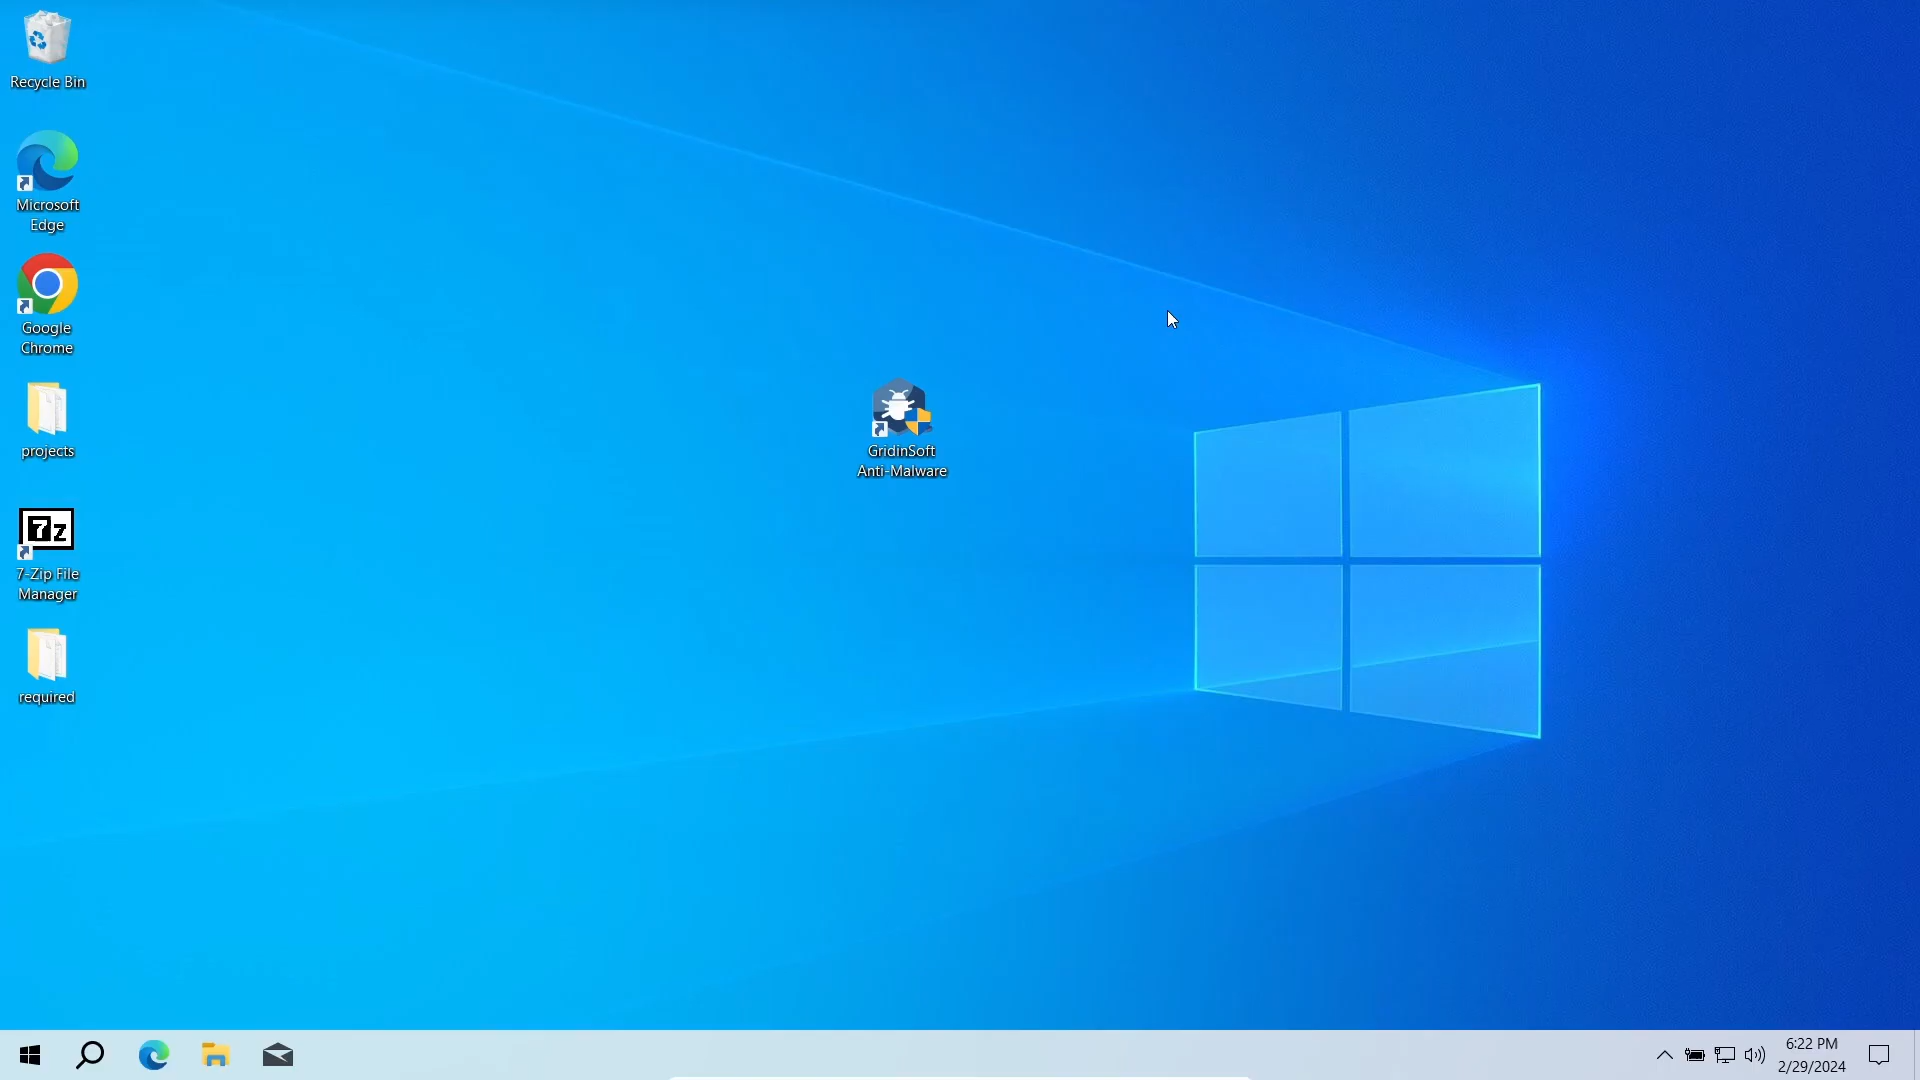 Recycle Bin
Microsoft
Edge
Google
Chrome
projects
7z
7-Zip File
Manager
required
GridinSoft
Anti-Malware
6:22 PM
2/29/2024